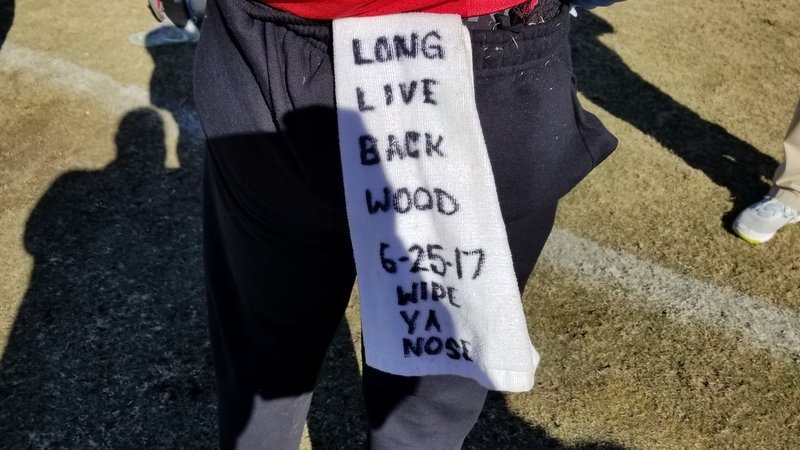 LONG
LIVE
BACK
WOOD
6-25-17
WIPE
YA
NOSE